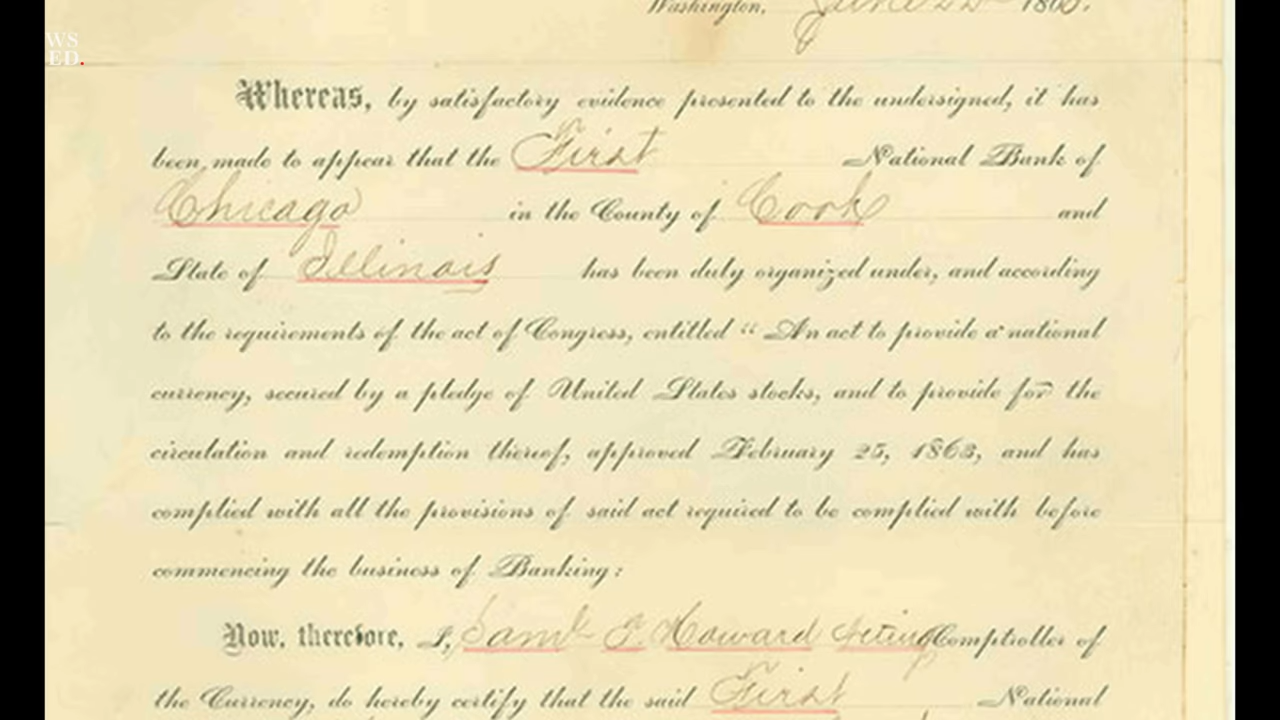 WS
ED.
Washington, June 22d 1863.
Whereas, by satisfactory evidence presented to the undersigned, it has
been made to appear that the First National Bank of
Chicago in the County of Cook and
State of Illinois has been duly organized under, and according
to the requirements of the act of Congress, entitled “An act to provide a national
currency, secured by a pledge of United States stocks, and to provide for the
circulation and redemption thereof, approved February 25, 1863, and has
complied with all the provisions of said act required to be complied with before
commencing the business of Banking:
Now, therefore, I, Saml T. Howard Acting Comptroller of
the Currency, do hereby certify that the said First National